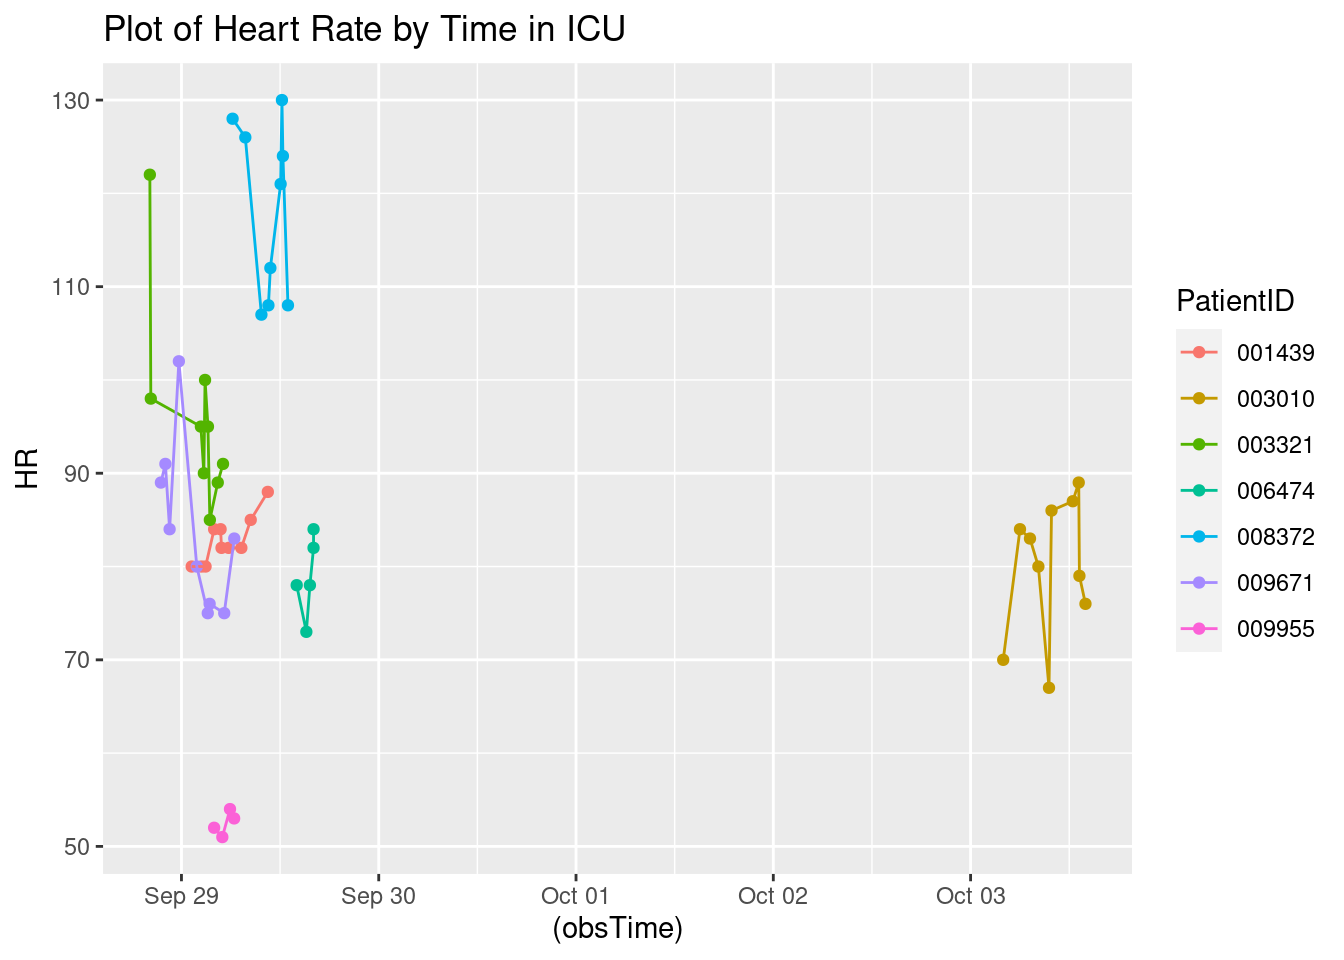 Plot of Heart Rate by Time in ICU
130
110
90
70
50
HR
Sep 29 Sep 30 Oct 01 Oct 02 Oct 03
(obsTime)
PatientID
001439
003010
003321
006474
008372
009671
009955